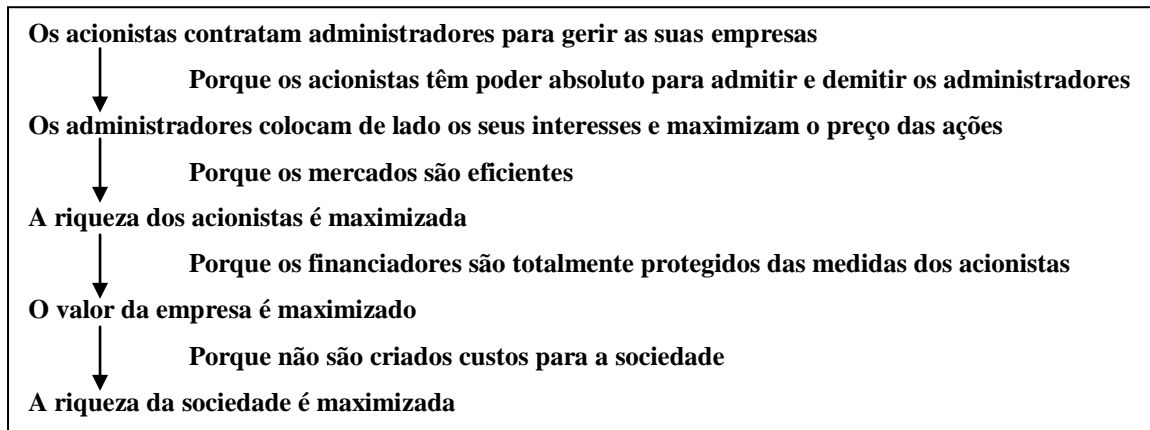 Os acionistas contratam administradores para gerir as suas empresas
Porque os acionistas têm poder absoluto para admitir e demitir os administradores
Os administradores colocam de lado os seus interesses e maximizam o preço das ações
Porque os mercados são eficientes
A riqueza dos acionistas é maximizada
Porque os financiadores são totalmente protegidos das medidas dos acionistas
O valor da empresa é maximizado
Porque não são criados custos para a sociedade
A riqueza da sociedade é maximizada